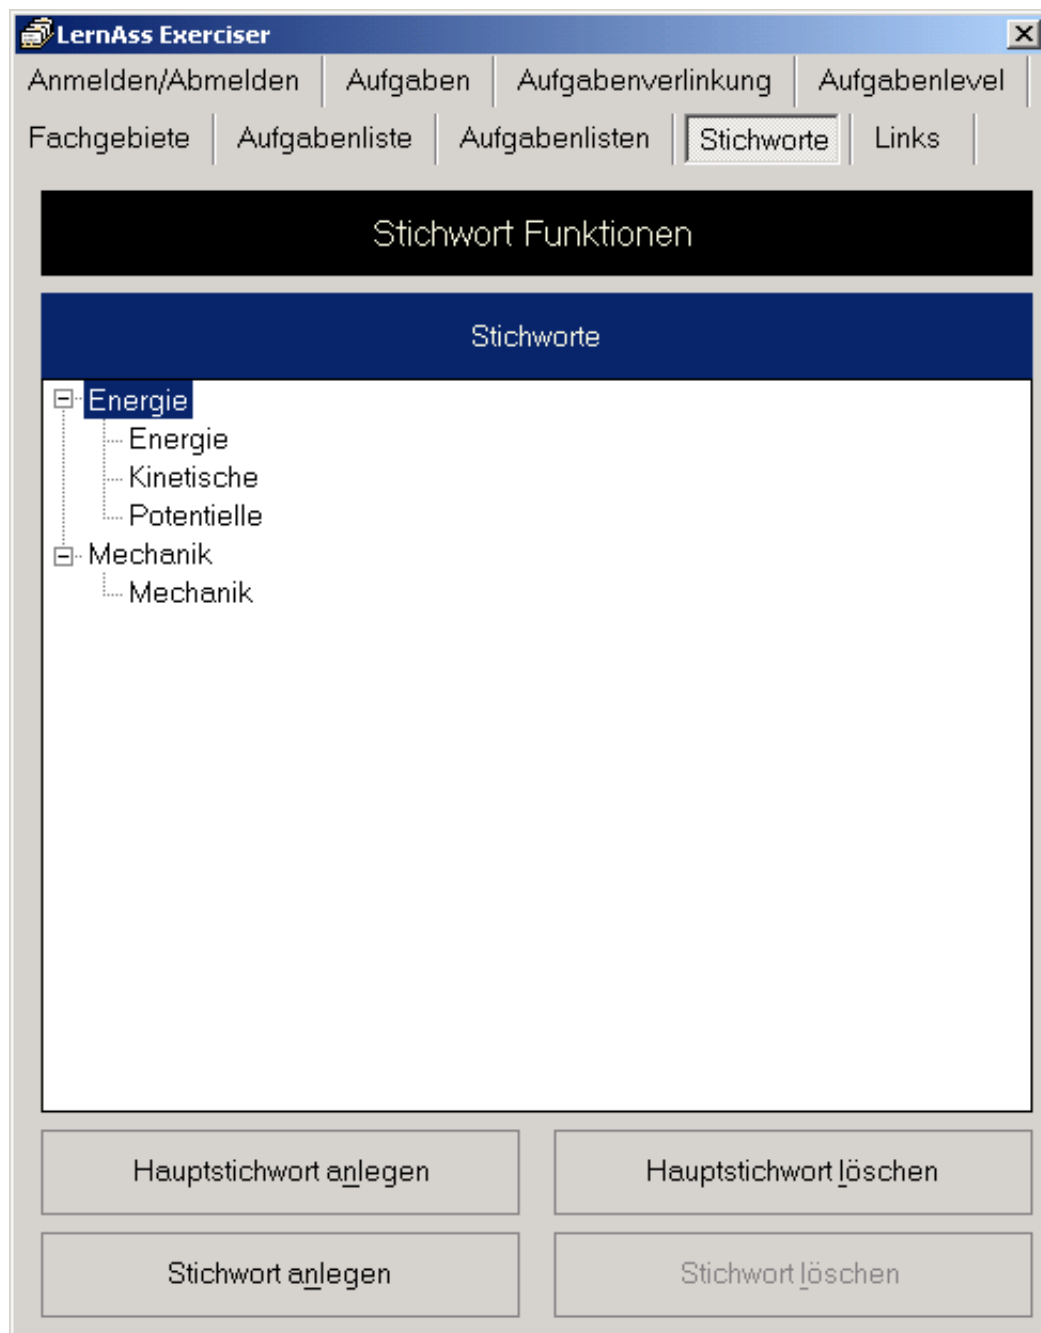 LernAss Exerciser
Anmelden/Abmelden Aufgaben Aufgabenverlinkung Aufgabenlevel
Fachgebiete Aufgabenliste Aufgabenlisten Stichworte Links
Stichwort Funktionen
Stichworte
Energie
Energie
Kinetische
Potentielle
Mechanik
Mechanik
Hauptstichwort anlegen Hauptstichwort löschen
Stichwort anlegen Stichwort löschen